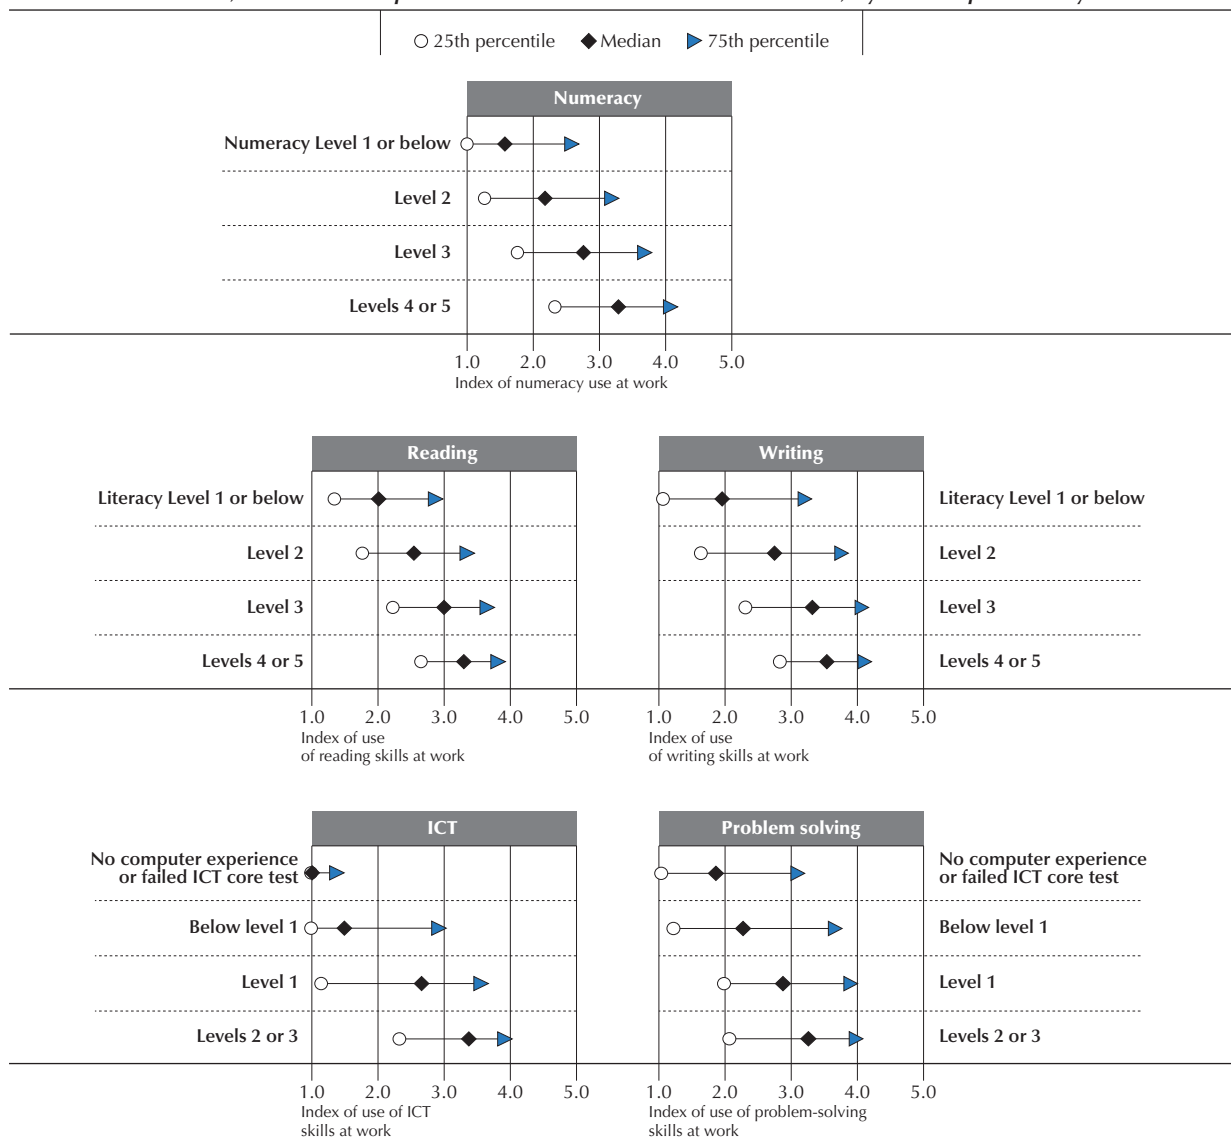 25th percentile Median 75th percentile
Numeracy
Numeracy Level 1 or below
Level 2
Level 3
Levels 4 or 5
1.0 2.0 3.0 4.0 5.0
Index of numeracy use at work
Reading
Literacy Level 1 or below
Level 2
Level 3
Levels 4 or 5
1.0 2.0 3.0 4.0 5.0
Index of use
of reading skills at work
Writing
Literacy Level 1 or below
Level 2
Level 3
Levels 4 or 5
1.0 2.0 3.0 4.0 5.0
Index of use
of writing skills at work
ICT
No computer experience
or failed ICT core test
Below level 1
Level 1
Levels 2 or 3
1.0 2.0 3.0 4.0 5.0
Index of use of ICT
skills at work
Problem solving
No computer experience
or failed ICT core test
Below level 1
Level 1
Levels 2 or 3
1.0 2.0 3.0 4.0 5.0
Index of use of problem-solving
skills at work